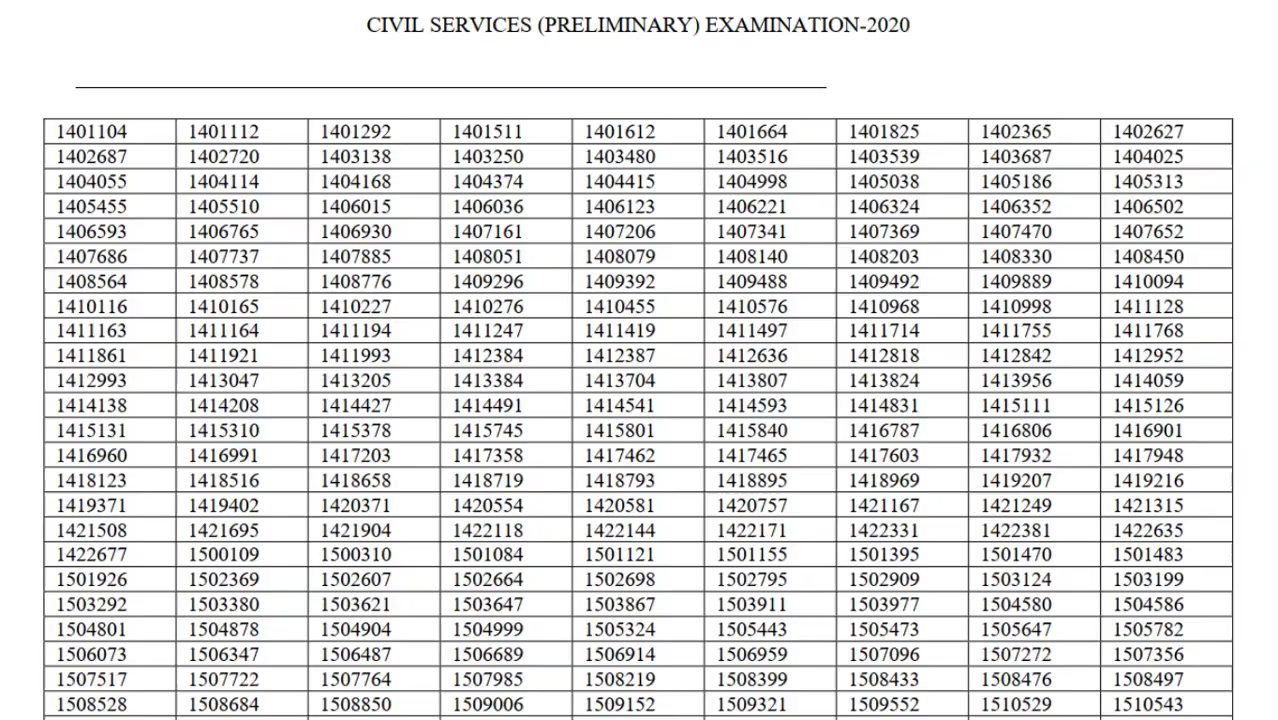 CIVIL SERVICES (PRELIMINARY) EXAMINATION-2020
1401104 1401112 1401292 1401511 1401612 1401664 1401825 1402365 1402627
1402687 1402720 1403138 1403250 1403480 1403516 1403539 1403687 1404025
1404055 1404114 1404168 1404374 1404415 1404998 1405038 1405186 1405313
1405455 1405510 1406015 1406036 1406123 1406221 1406324 1406352 1406502
1406593 1406765 1406930 1407161 1407206 1407341 1407369 1407470 1407652
1407686 1407737 1407885 1408051 1408079 1408140 1408203 1408330 1408450
1408564 1408578 1408776 1409296 1409392 1409488 1409492 1409889 1410094
1410116 1410165 1410227 1410276 1410455 1410576 1410968 1410998 1411128
1411163 1411164 1411194 1411247 1411419 1411497 1411714 1411755 1411768
1411861 1411921 1411993 1412384 1412387 1412636 1412818 1412842 1412952
1412993 1413047 1413205 1413384 1413704 1413807 1413824 1413956 1414059
1414138 1414208 1414427 1414491 1414541 1414593 1414831 1415111 1415126
1415131 1415310 1415378 1415745 1415801 1415840 1416787 1416806 1416901
1416960 1416991 1417203 1417358 1417462 1417465 1417603 1417932 1417948
1418123 1418516 1418658 1418719 1418793 1418895 1418969 1419207 1419216
1419371 1419402 1420371 1420554 1420581 1420757 1421167 1421249 1421315
1421508 1421695 1421904 1422118 1422144 1422171 1422331 1422381 1422635
1422677 1500109 1500310 1501084 1501121 1501155 1501395 1501470 1501483
1501926 1502369 1502607 1502664 1502698 1502795 1502909 1503124 1503199
1503292 1503380 1503621 1503647 1503867 1503911 1503977 1504580 1504586
1504801 1504878 1504904 1504999 1505324 1505443 1505473 1505647 1505782
1506073 1506347 1506487 1506689 1506914 1506959 1507096 1507272 1507356
1507517 1507722 1507764 1507985 1508219 1508399 1508433 1508476 1508497
1508528 1508684 1508850 1509006 1509152 1509321 1509552 1510529 1510543